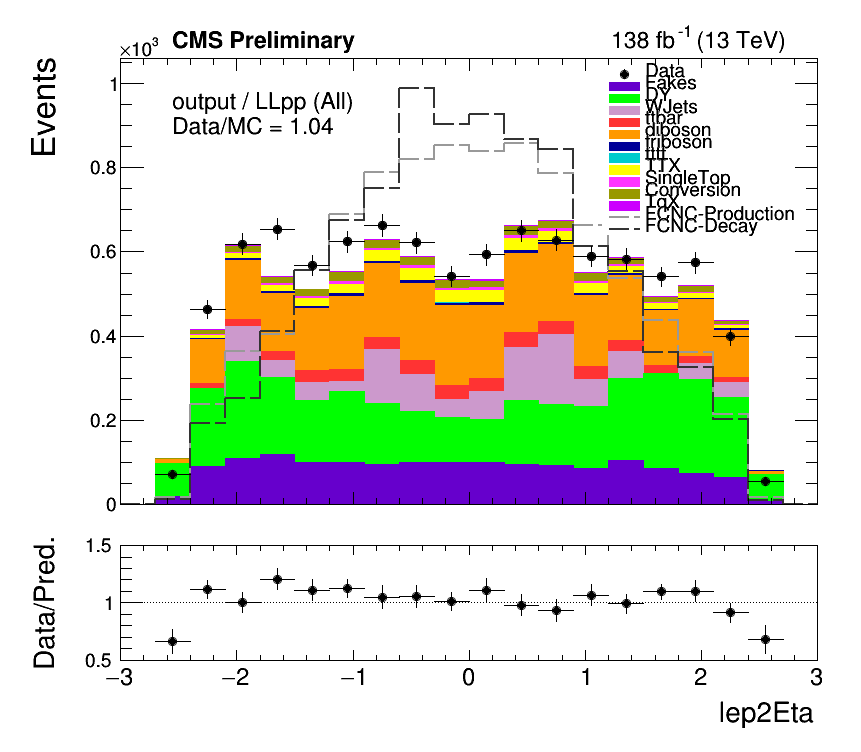 CMS Preliminary
138 fb⁻¹ (13 TeV)
×10³
Events
output / LLpp (All)
Data/MC = 1.04
Data
Fakes
DY
WJets
ttbar
diboson
triboson
tttt
TTX
SingleTop
Conversion
TqX
FCNC-Production
FCNC-Decay
1
0.8
0.6
0.4
0.2
0
Data/Pred.
1.5
1
0.5
−3 −2 −1 0 1 2 3
lep2Eta